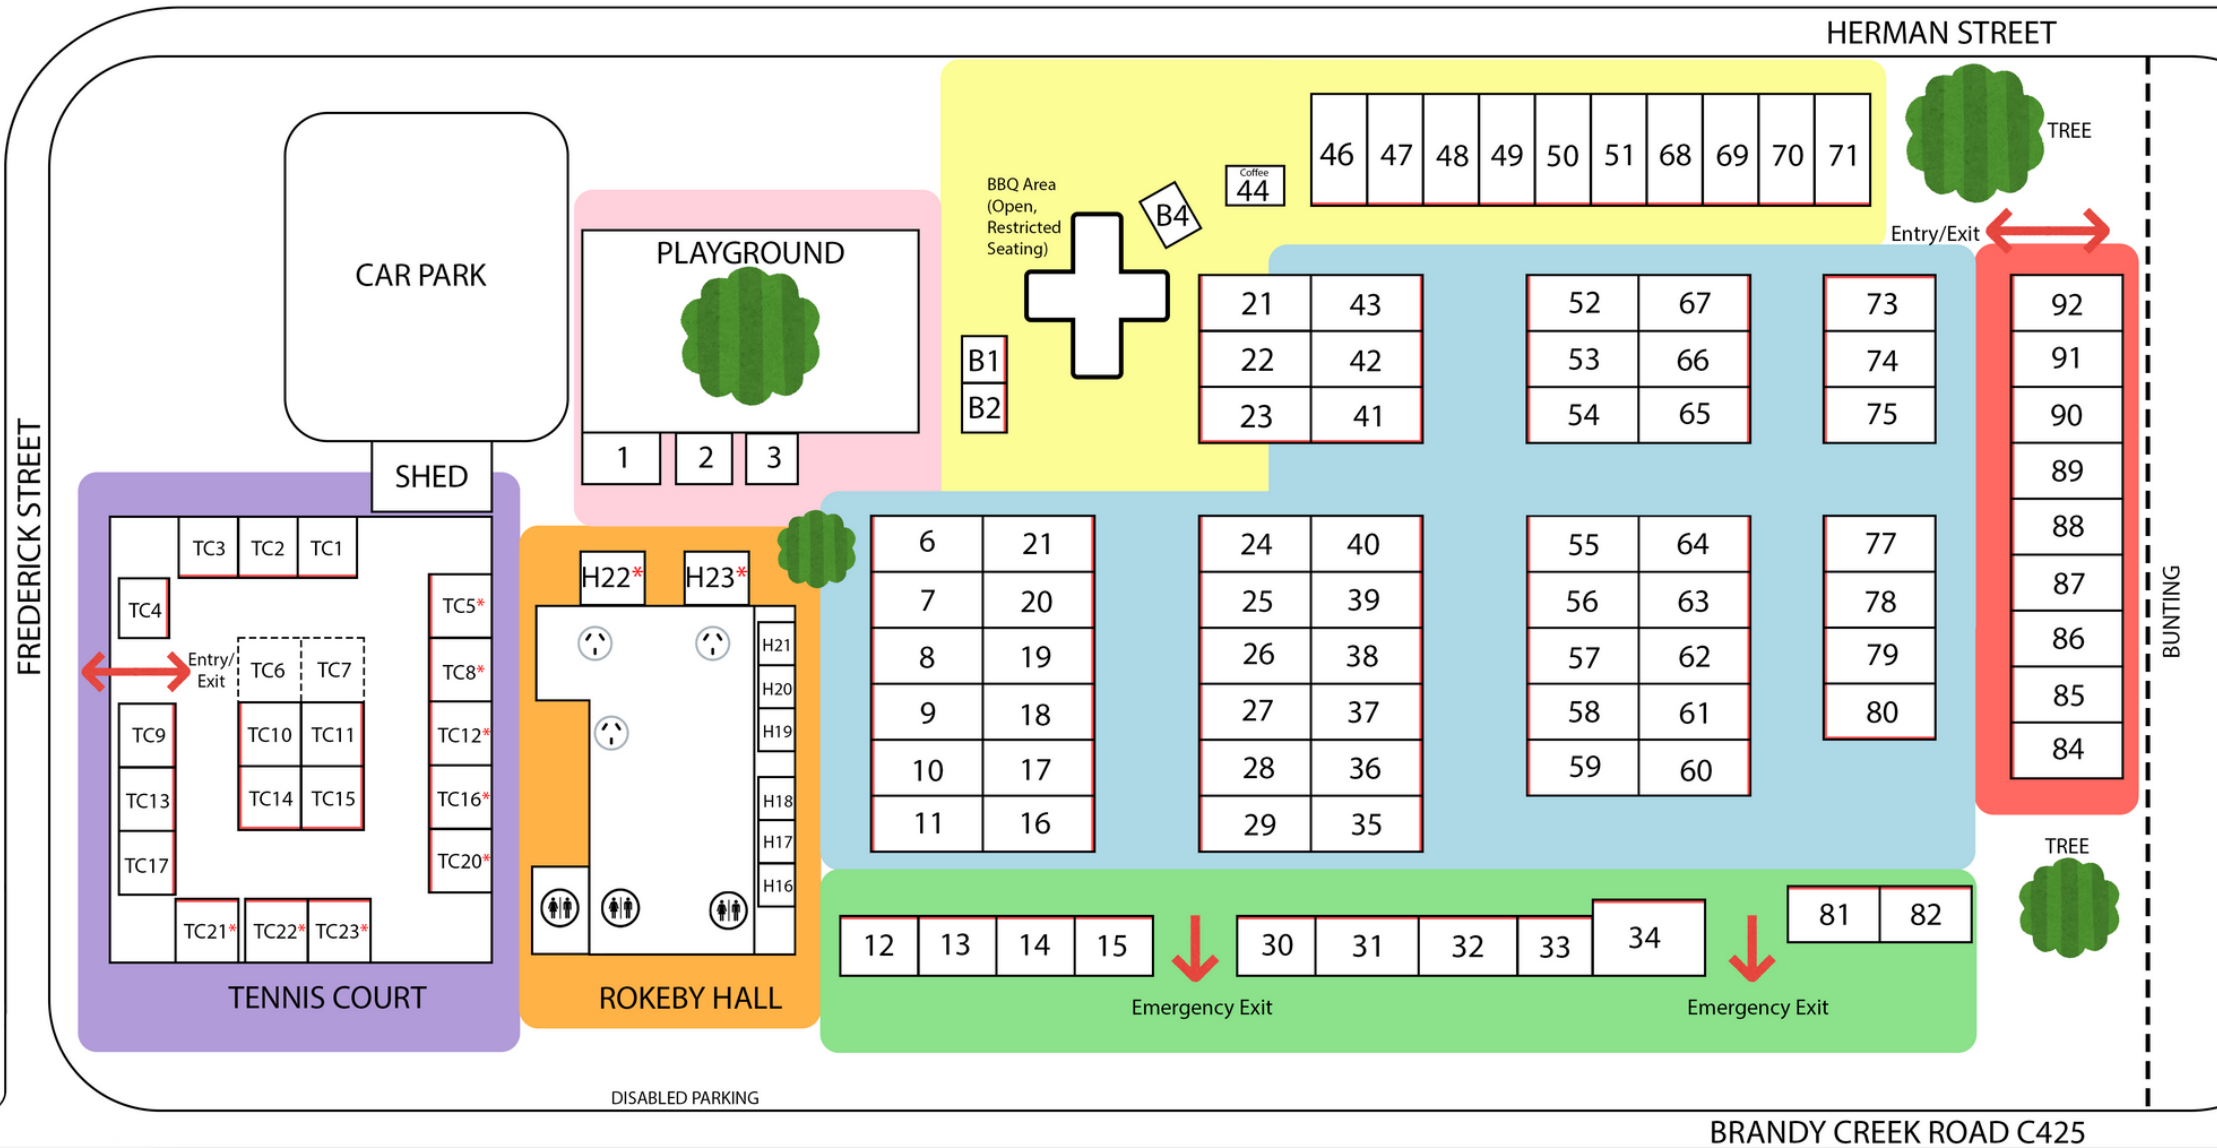 HERMAN STREET
TREE
46 47 48 49 50 51 68 69 70 71
Coffee
44
B4
BBQ Area
(Open,
Restricted
Seating)
Entry/Exit
CAR PARK
PLAYGROUND
B1
B2
21 43
22 42
23 41
52 67
53 66
54 65
73
74
75
92
91
90
89
88
87
86
85
84
BUNTING
1 2 3
SHED
FREDERICK STREET
TC3 TC2 TC1
TC4
TC5*
Entry/
Exit
TC6 TC7
TC8*
TC9
TC10 TC11
TC12*
TC13
TC14 TC15
TC16*
TC17
TC20*
TC21* TC22* TC23*
TENNIS COURT
H22* H23*
H21
H20
H19
H18
H17
H16
ROKEBY HALL
6 21
7 20
8 19
9 18
10 17
11 16
24 40
25 39
26 38
27 37
28 36
29 35
55 64
56 63
57 62
58 61
59 60
77
78
79
80
TREE
12 13 14 15
30 31 32 33 34
81 82
Emergency Exit
Emergency Exit
DISABLED PARKING
BRANDY CREEK ROAD C425